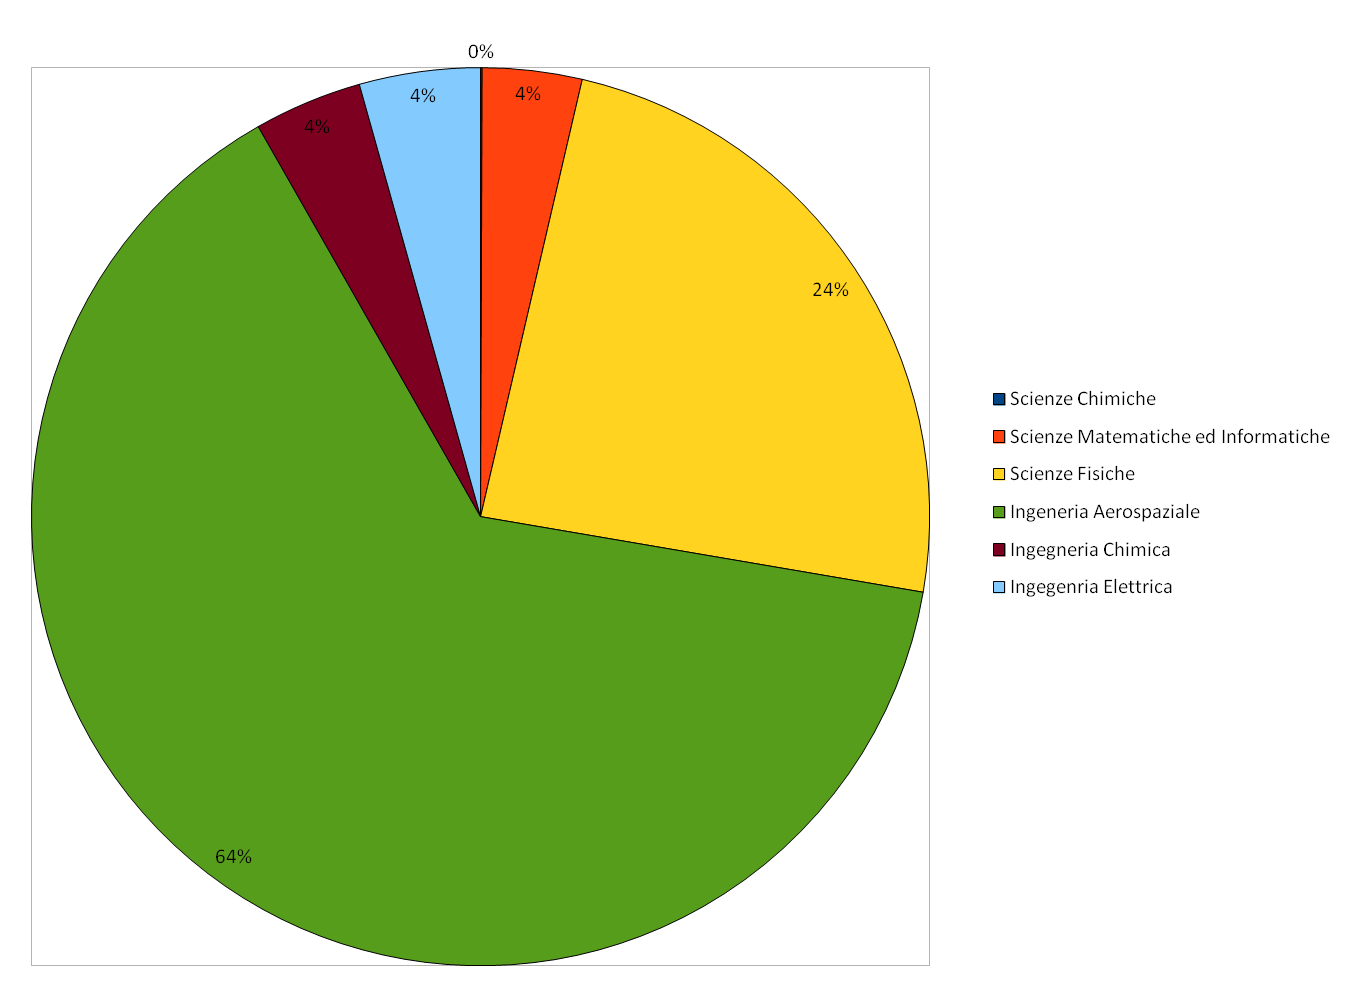 0%
4%
4%
4%
24%
64%
Scienze Chimiche
Scienze Matematiche ed Informatiche
Scienze Fisiche
Ingeneria Aerospaziale
Ingegneria Chimica
Ingegenria Elettrica